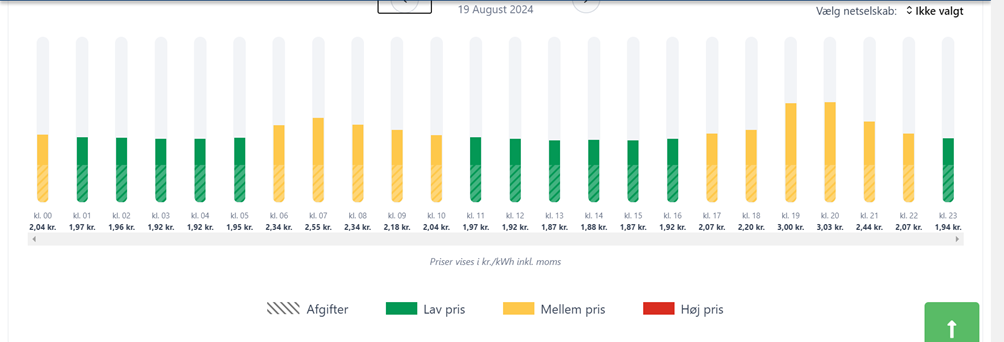 19 August 2024
Vælg netselskab: Ikke valgt
kl. 00 kl. 01 kl. 02 kl. 03 kl. 04 kl. 05 kl. 06 kl. 07 kl. 08 kl. 09 kl. 10 kl. 11 kl. 12 kl. 13 kl. 14 kl. 15 kl. 16 kl. 17 kl. 18 kl. 19 kl. 20 kl. 21 kl. 22 kl. 23
2,04 kr. 1,97 kr. 1,96 kr. 1,92 kr. 1,92 kr. 1,95 kr. 2,34 kr. 2,55 kr. 2,34 kr. 2,18 kr. 2,04 kr. 1,97 kr. 1,92 kr. 1,87 kr. 1,88 kr. 1,87 kr. 1,92 kr. 2,07 kr. 2,20 kr. 3,00 kr. 3,03 kr. 2,44 kr. 2,07 kr. 1,94 kr.
Priser vises i kr./kWh inkl. moms
Afgifter Lav pris Mellem pris Høj pris